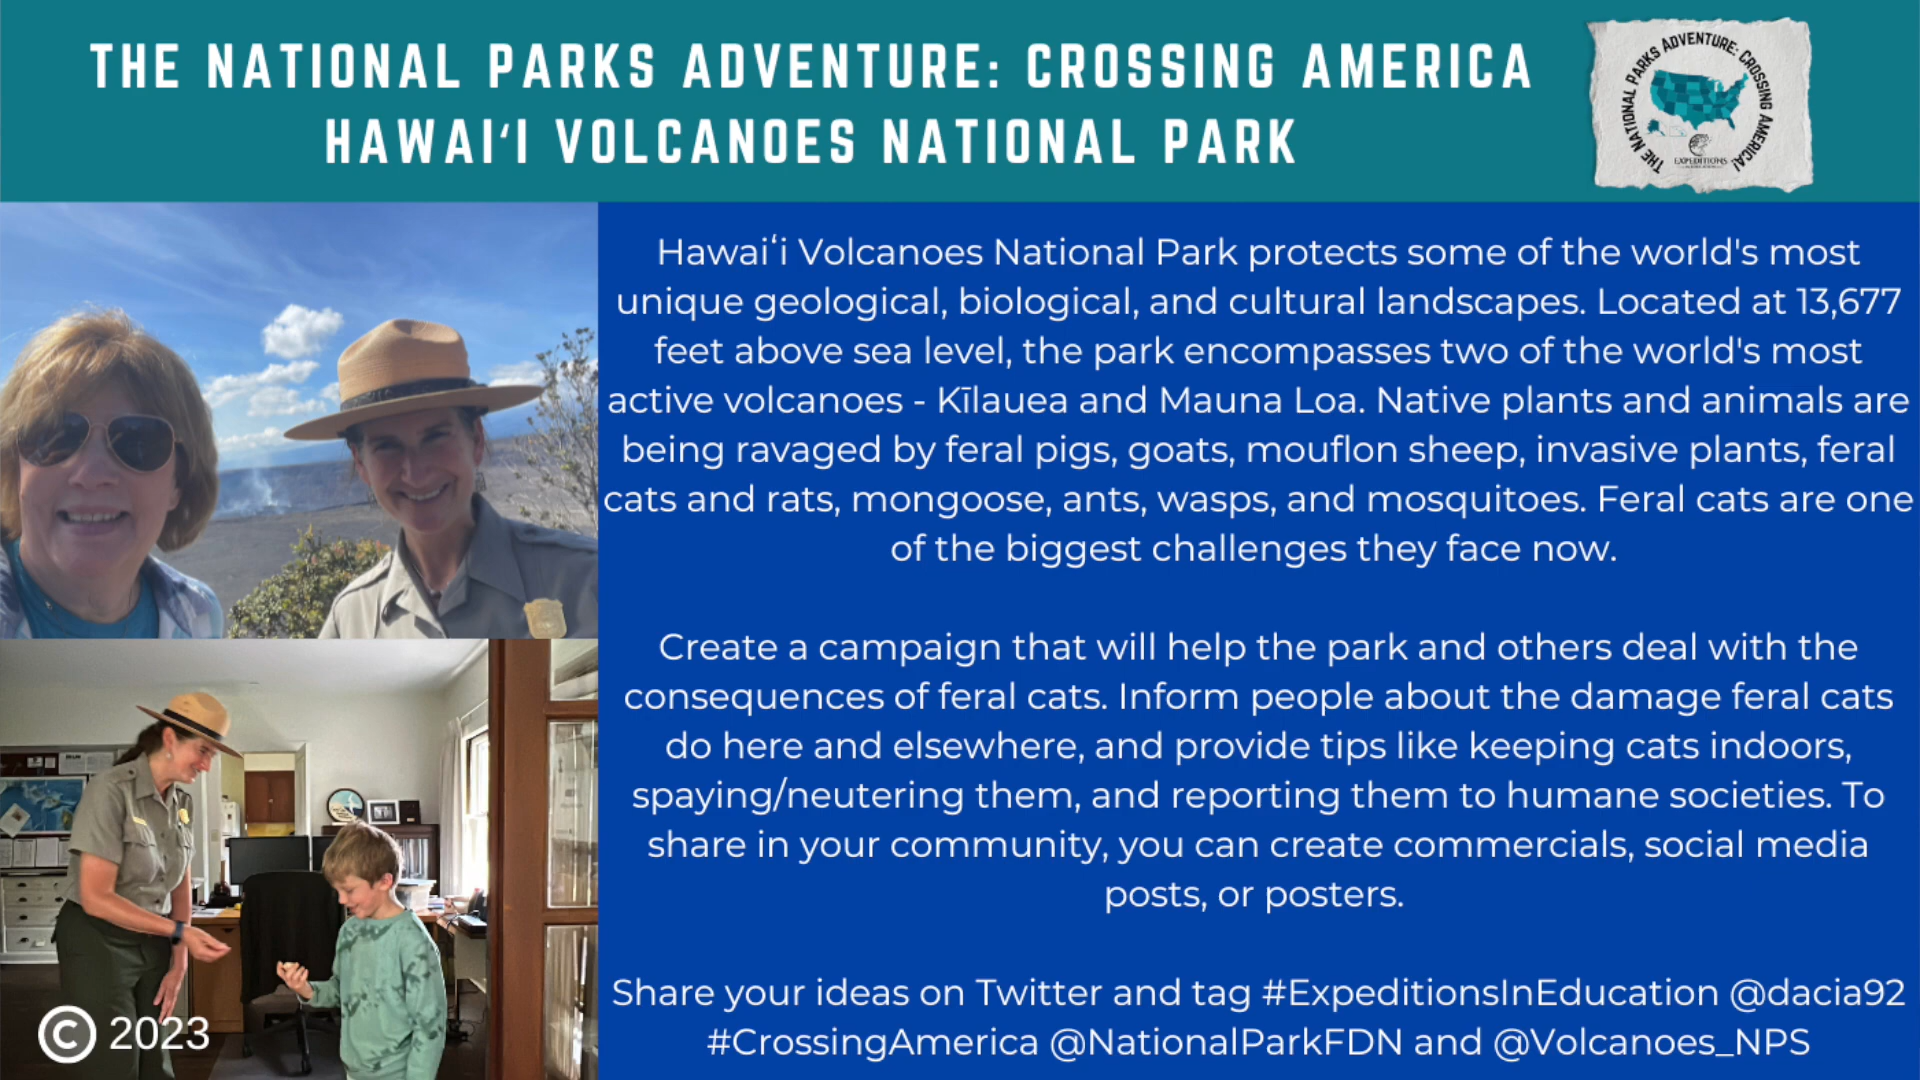 THE NATIONAL PARKS ADVENTURE: CROSSING AMERICA
HAWAIʻI VOLCANOES NATIONAL PARK
THE NATIONAL PARKS ADVENTURE: CROSSING AMERICA!
EXPEDITIONS
Hawaiʻi Volcanoes National Park protects some of the world's most
unique geological, biological, and cultural landscapes. Located at 13,677
feet above sea level, the park encompasses two of the world's most
active volcanoes - Kīlauea and Mauna Loa. Native plants and animals are
being ravaged by feral pigs, goats, mouflon sheep, invasive plants, feral
cats and rats, mongoose, ants, wasps, and mosquitoes. Feral cats are one
of the biggest challenges they face now.
Create a campaign that will help the park and others deal with the
consequences of feral cats. Inform people about the damage feral cats
do here and elsewhere, and provide tips like keeping cats indoors,
spaying/neutering them, and reporting them to humane societies. To
share in your community, you can create commercials, social media
posts, or posters.
Share your ideas on Twitter and tag #ExpeditionsInEducation @dacia92
#CrossingAmerica @NationalParkFDN and @Volcanoes_NPS
© 2023